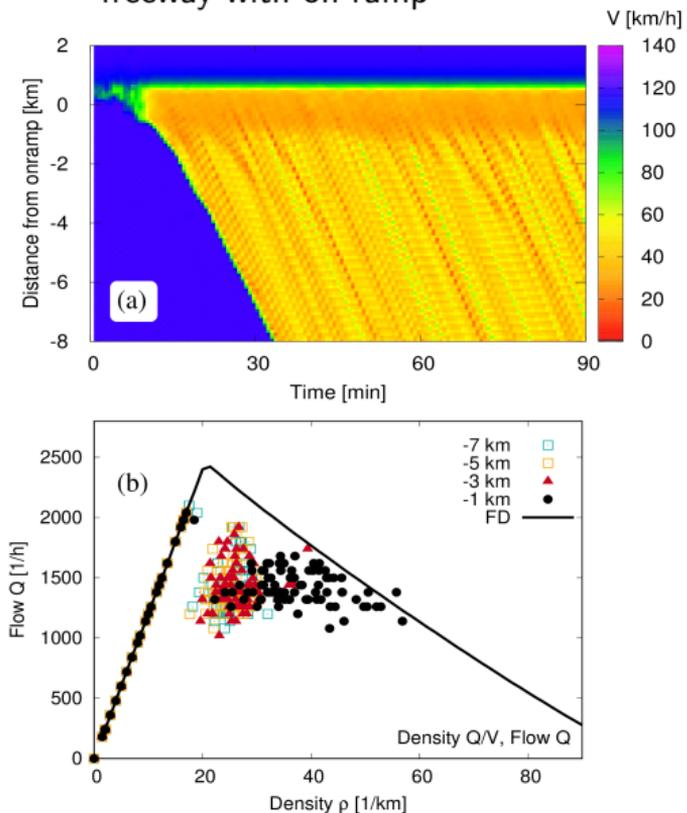 freeway with on-ramp
V [km/h]
2
0
-2
-4
-6
-8
Distance from onramp [km]
(a)
0
30
60
90
Time [min]
140
120
100
80
60
40
20
0
2500
2000
1500
1000
500
0
Flow Q [1/h]
(b)
-7 km
-5 km
-3 km
-1 km
FD
Density Q/V, Flow Q
0
20
40
60
80
Density ρ [1/km]